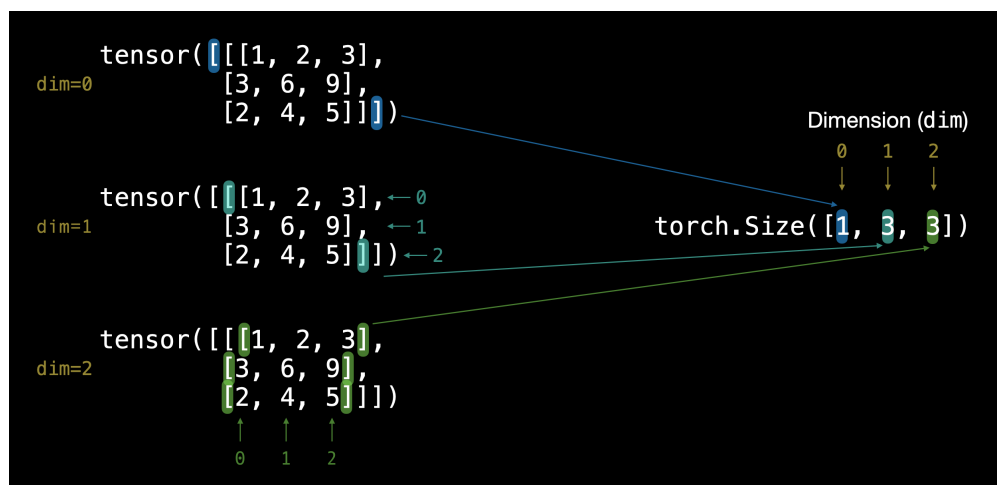 tensor([[[1, 2, 3],
dim=0
[3, 6, 9],
[2, 4, 5]]])
Dimension (dim)
0 1 2
tensor([[[1, 2, 3], 0
dim=1
[3, 6, 9], 1
[2, 4, 5]]]) 2
torch.Size([1, 3, 3])
tensor([[[1, 2, 3],
dim=2
[3, 6, 9],
[2, 4, 5]]])
0 1 2